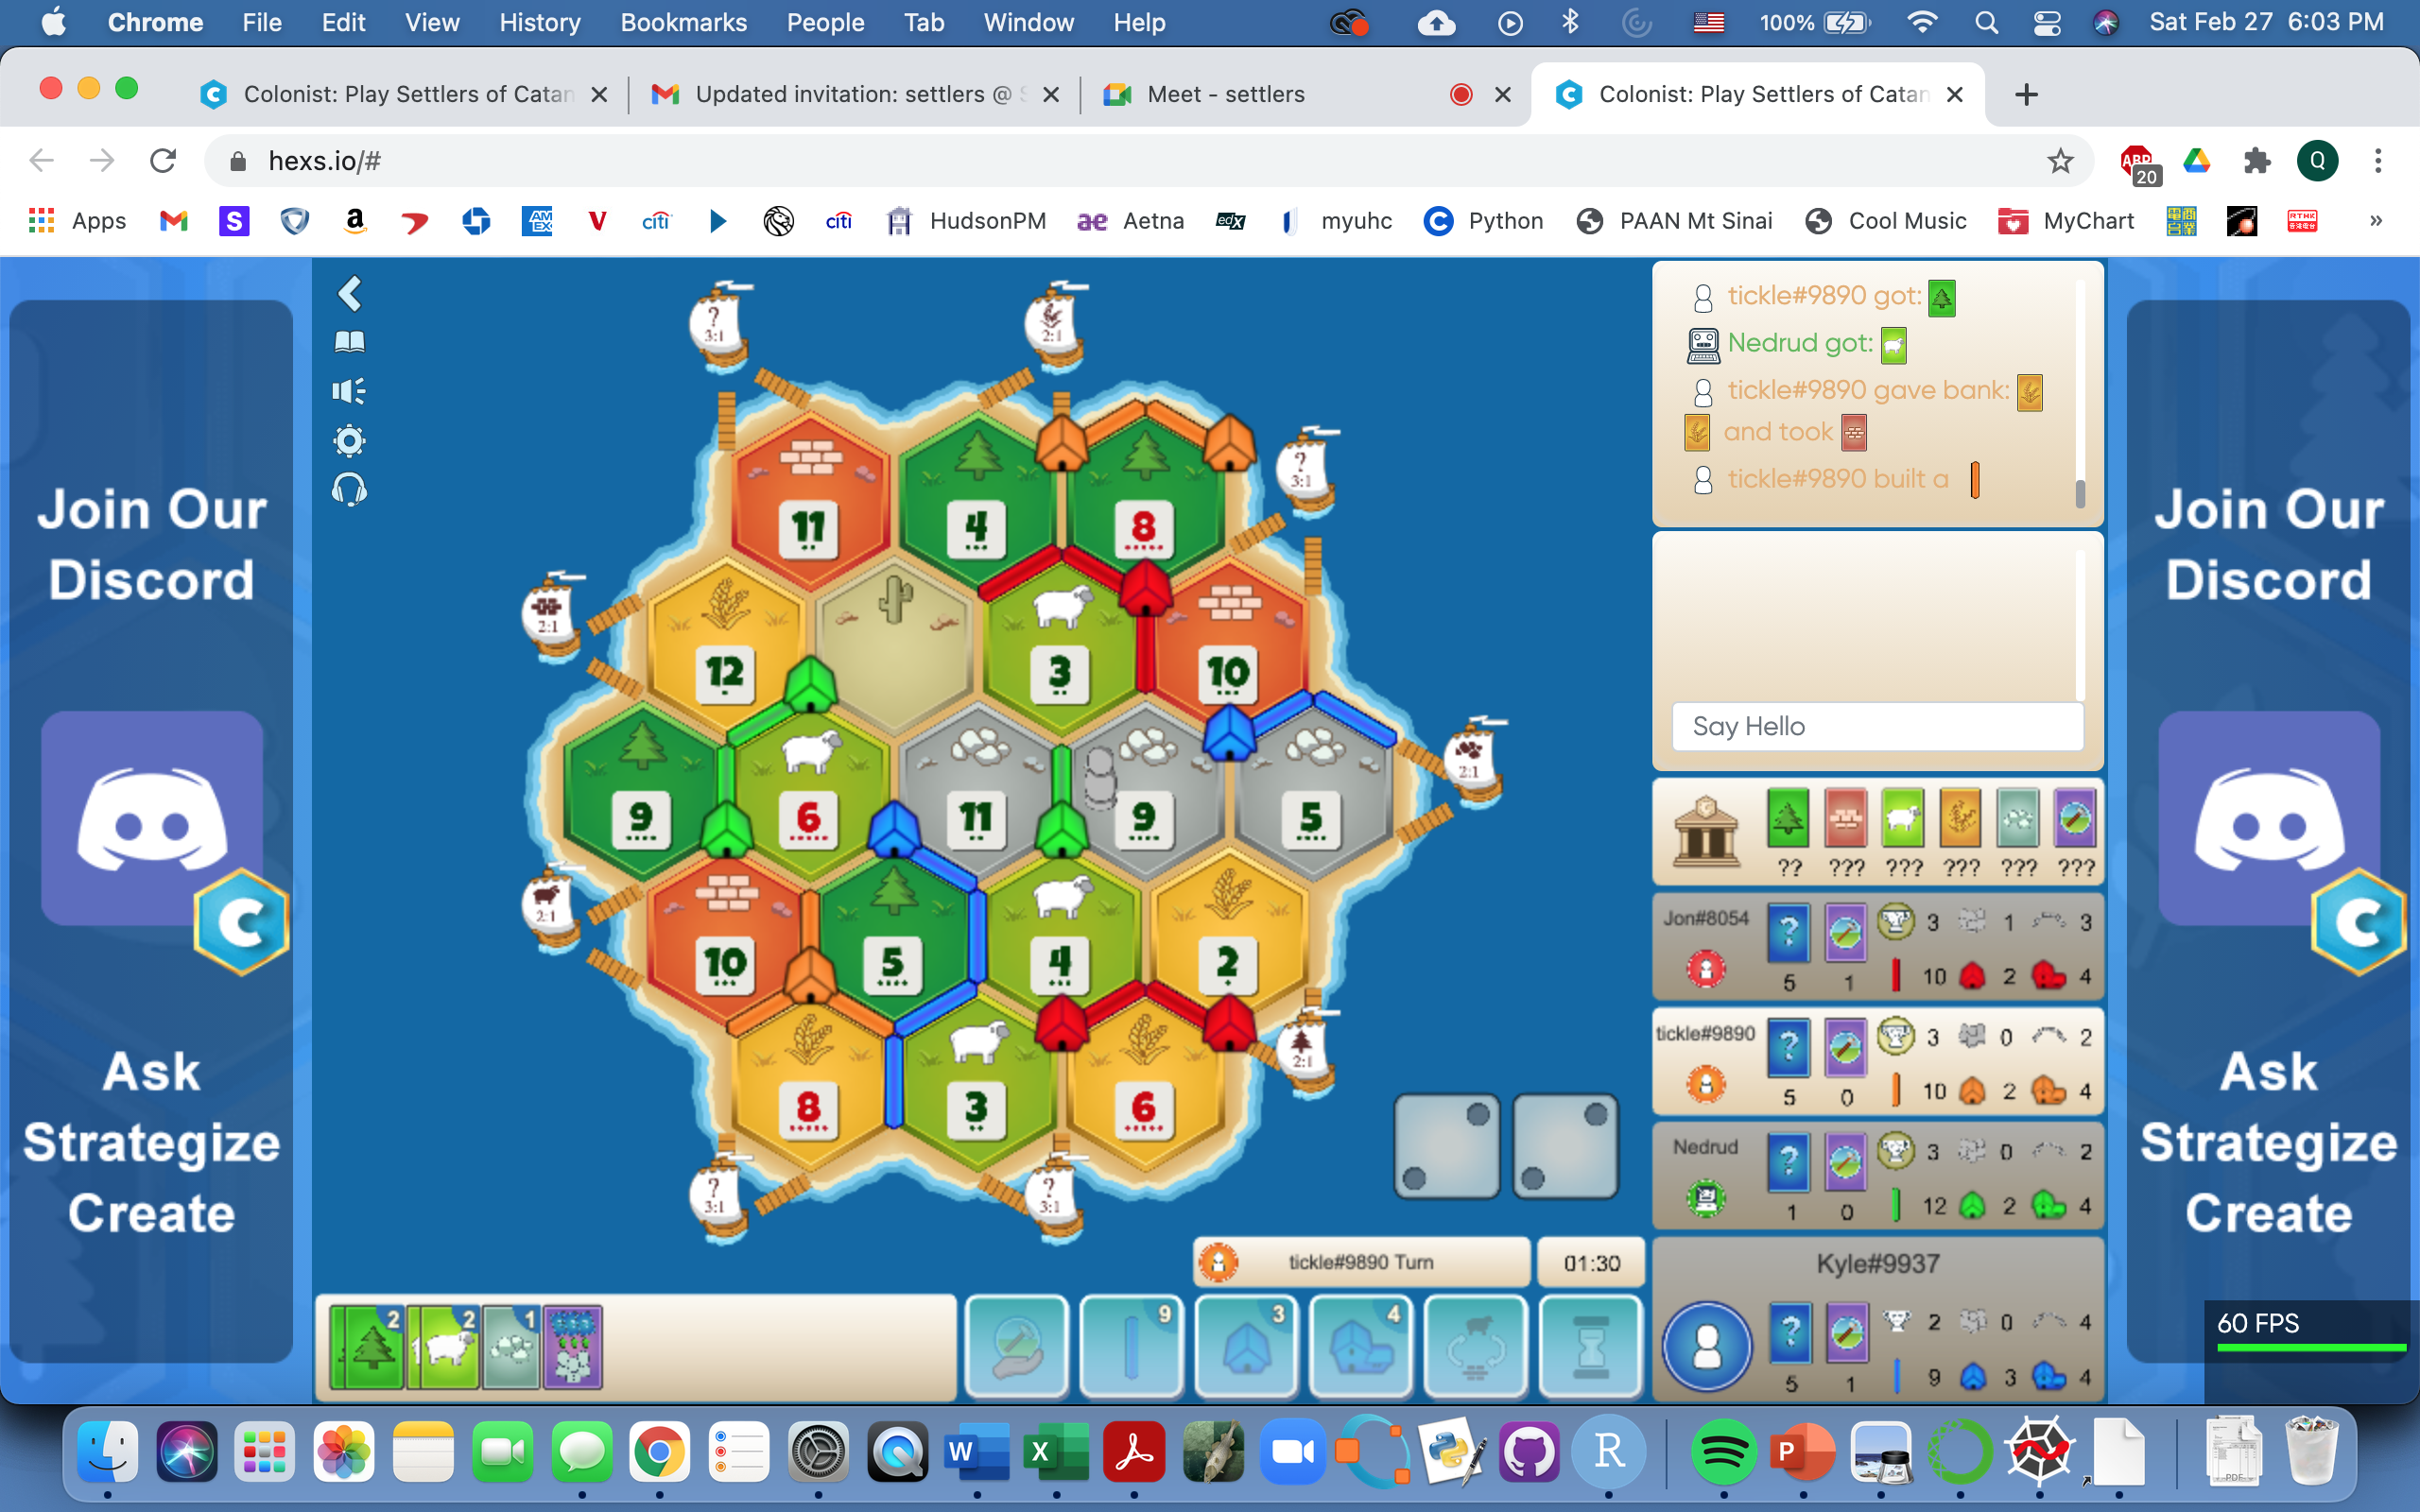 Chrome File Edit View History Bookmarks People Tab Window Help 100% Sat Feb 27 6:03 PM
Colonist: Play Settlers of Catan Updated invitation: settlers @ S Meet - settlers Colonist: Play Settlers of Catan
hexs.io/# ABP 20 Q
Apps S a AM EX V citi citi HudsonPM ae Aetna edX myuhc Python PAAN Mt Sinai Cool Music MyChart »
Join Our
Discord
Ask
Strategize
Create
? 3:1
2:1
? 3:1
11 4 8
2:1
12 3 10
2:1
9 6 11 9 5
2:1
10 5 4 2
2:1
8 3 6
? 3:1
? 3:1
tickle#9890 got:
Nedrud got:
tickle#9890 gave bank:
and took
tickle#9890 built a
Say Hello
?? ??? ??? ??? ??? ???
Jon#8054 ? 3 1 3
5 1 10 2 4
tickle#9890 ? 3 0 2
5 0 10 2 4
Nedrud ? 3 0 2
1 0 12 2 4
tickle#9890 Turn 01:30
Kyle#9937
? 2 0 4
5 1 9 3 4
2 2 1 9 3 4
Join Our
Discord
Ask
Strategize
Create
60 FPS
W X P R PDF